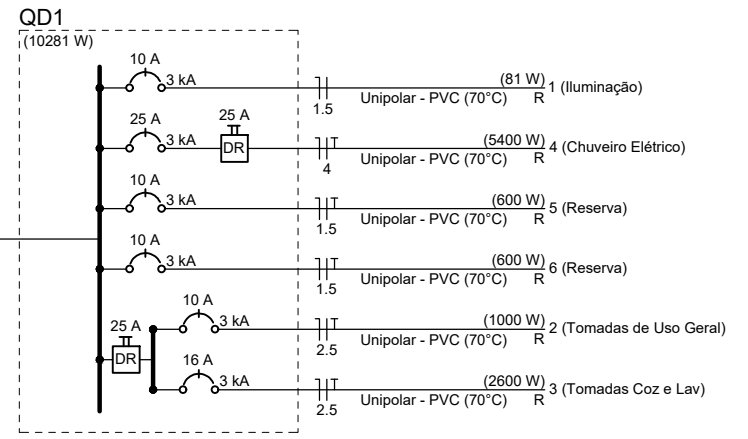 QD1
(10281 W)
10 A
3 kA
1.5
Unipolar - PVC (70°C)
(81 W)
R
1 (Iluminação)
25 A
3 kA
25 A
DR
T
4
Unipolar - PVC (70°C)
(5400 W)
R
4 (Chuveiro Elétrico)
10 A
3 kA
T
1.5
Unipolar - PVC (70°C)
(600 W)
R
5 (Reserva)
10 A
3 kA
T
1.5
Unipolar - PVC (70°C)
(600 W)
R
6 (Reserva)
25 A
DR
10 A
3 kA
T
2.5
Unipolar - PVC (70°C)
(1000 W)
R
2 (Tomadas de Uso Geral)
16 A
3 kA
T
2.5
Unipolar - PVC (70°C)
(2600 W)
R
3 (Tomadas Coz e Lav)